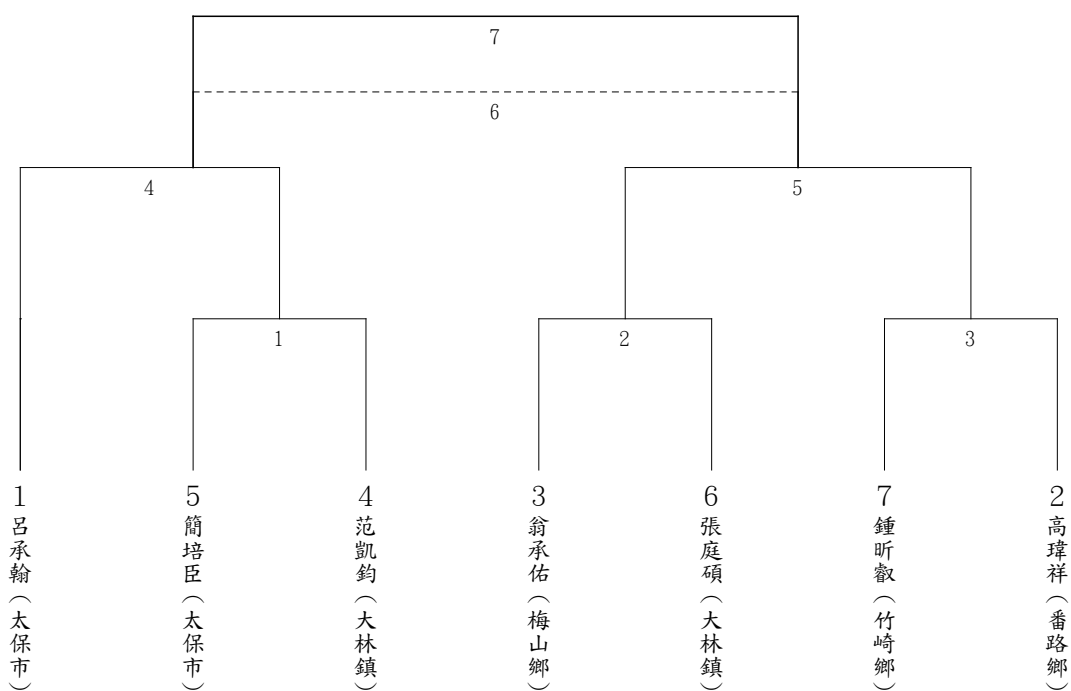 7
6
4
5
1
2
3
1
呂承翰(太保市)
5
簡培臣(太保市)
4
范凱鈞(大林鎮)
3
翁承佑(梅山鄉)
6
張庭碩(大林鎮)
7
鍾昕叡(竹崎鄉)
2
高瑋祥(番路鄉)